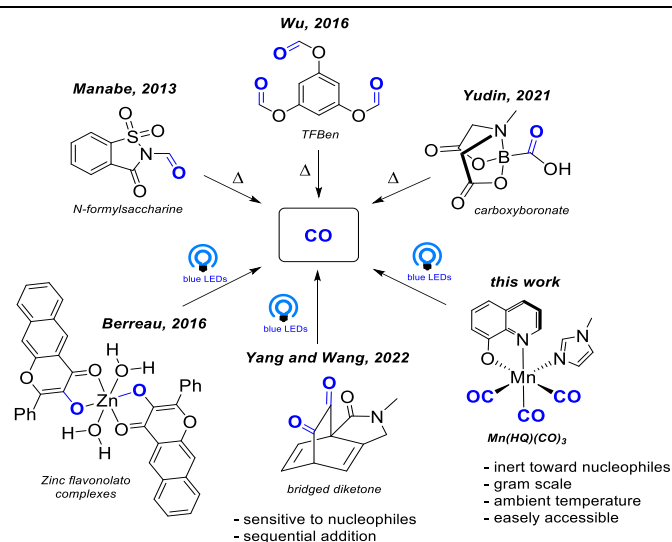 Wu, 2016
O
O
O
O
O
O
TFBen
Manabe, 2013
O
O
S
N
O
O
N-formylsaccharine
Yudin, 2021
N
O
O
B
O
O
O
OH
carboxyboronate
Δ
Δ
Δ
CO
blue LEDs
blue LEDs
blue LEDs
Berreau, 2016
O
O
O
Ph
Zn
H
O
H
H
O
H
O
O
O
Ph
Zinc flavonolato
complexes
Yang and Wang, 2022
O
O
O
N
bridged diketone
- sensitive to nucleophiles
- sequential addition
this work
N
O
N
N
Mn
OC
CO
CO
Mn(HQ)(CO)3
- inert toward nucleophiles
- gram scale
- ambient temperature
- easely accessible